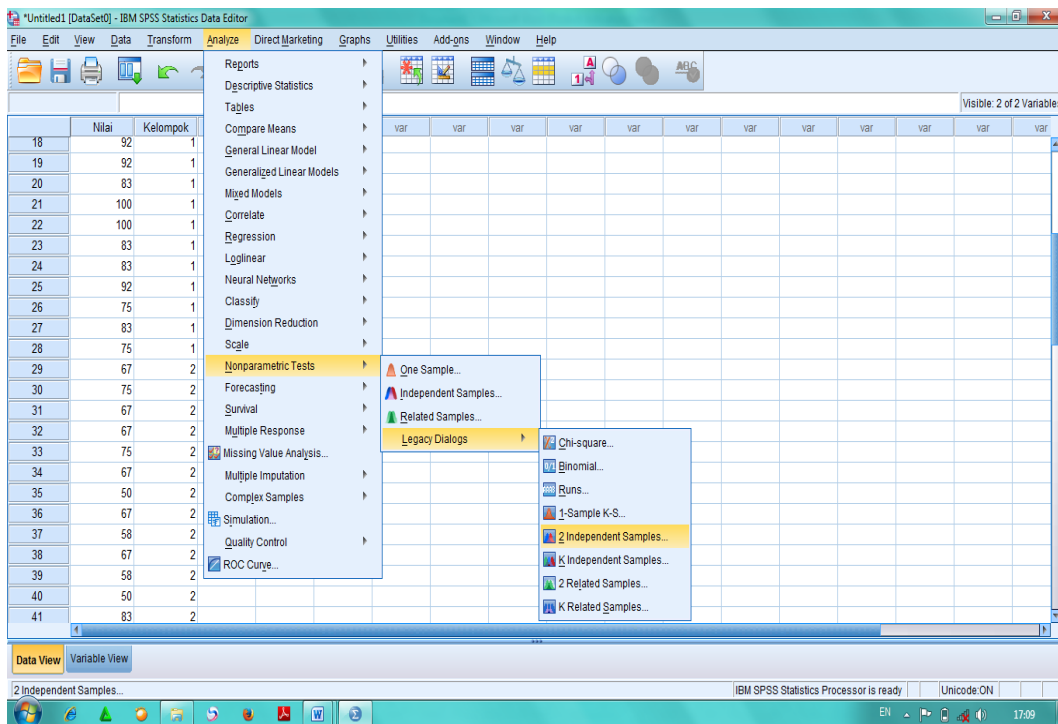 *Untitled1 [DataSet0] - IBM SPSS Statistics Data Editor
File Edit View Data Transform Analyze Direct Marketing Graphs Utilities Add-ons Window Help
Visible: 2 of 2 Variable
Nilai Kelompok var var var var var var var var var var var var
18 92 1
19 92 1
20 83 1
21 100 1
22 100 1
23 83 1
24 83 1
25 92 1
26 75 1
27 83 1
28 75 1
29 67 2
30 75 2
31 67 2
32 67 2
33 75 2
34 67 2
35 50 2
36 67 2
37 58 2
38 67 2
39 58 2
40 50 2
41 83 2
Reports
Descriptive Statistics
Tables
Compare Means
General Linear Model
Generalized Linear Models
Mixed Models
Correlate
Regression
Loglinear
Neural Networks
Classify
Dimension Reduction
Scale
Nonparametric Tests
Forecasting
Survival
Multiple Response
Missing Value Analysis...
Multiple Imputation
Complex Samples
Simulation...
Quality Control
ROC Curve...
One Sample...
Independent Samples...
Related Samples...
Legacy Dialogs
Chi-square...
Binomial...
Runs...
1-Sample K-S...
2 Independent Samples...
K Independent Samples...
2 Related Samples...
K Related Samples...
Data View Variable View
2 Independent Samples... IBM SPSS Statistics Processor is ready Unicode:ON
EN 17:09